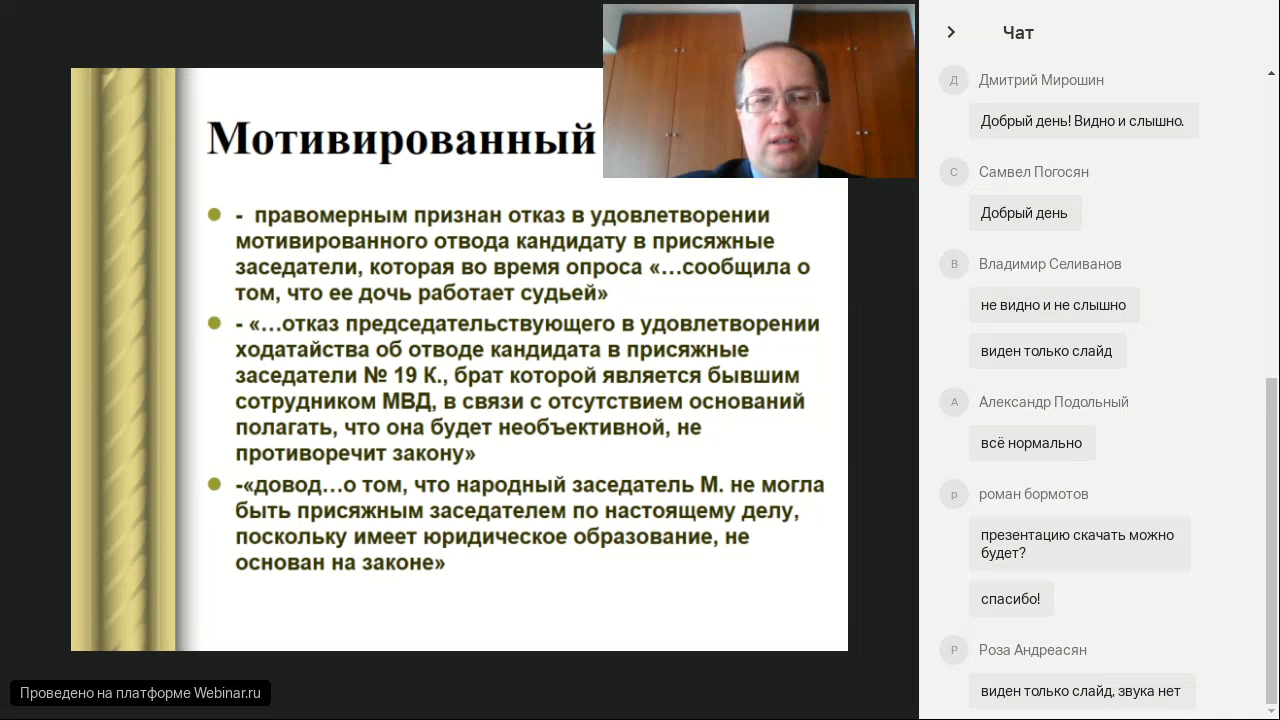 Мотивированный
- правомерным признан отказ в удовлетворении
мотивированного отвода кандидату в присяжные
заседатели, которая во время опроса «…сообщила о
том, что ее дочь работает судьей»
- «…отказ председательствующего в удовлетворении
ходатайства об отводе кандидата в присяжные
заседатели № 19 К., брат которой является бывшим
сотрудником МВД, в связи с отсутствием оснований
полагать, что она будет необъективной, не
противоречит закону»
-«довод…о том, что народный заседатель М. не могла
быть присяжным заседателем по настоящему делу,
поскольку имеет юридическое образование, не
основан на законе»
Проведено на платформе Webinar.ru
Чат
Д
Дмитрий Мирошин
Добрый день! Видно и слышно.
С
Самвел Погосян
Добрый день
В
Владимир Селиванов
не видно и не слышно
виден только слайд
А
Александр Подольный
всё нормально
р
роман бормотов
презентацию скачать можно
будет?
спасибо!
Р
Роза Андреасян
виден только слайд, звука нет